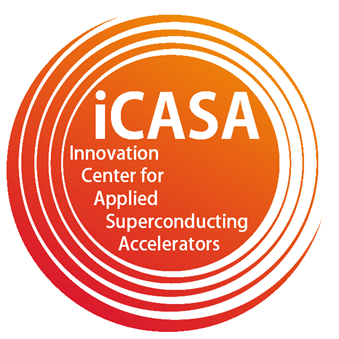 iCASA
Innovation
Center for
Applied
Superconducting
Accelerators